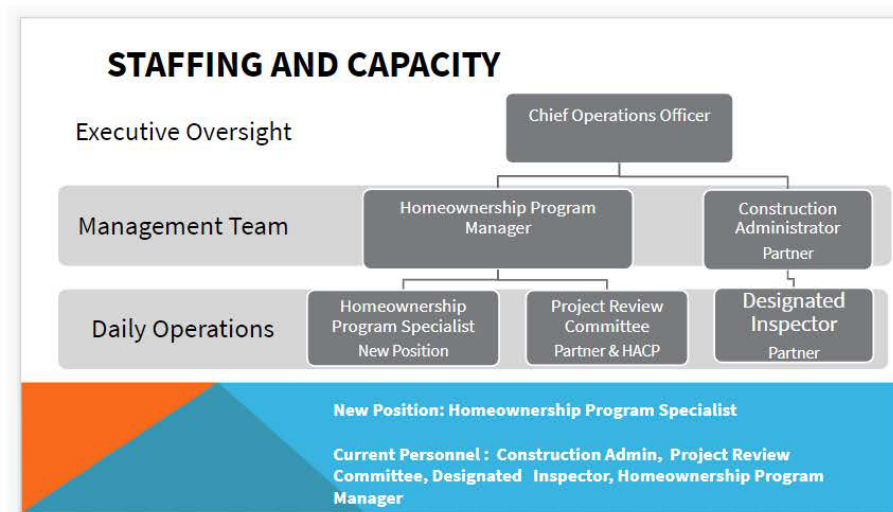 STAFFING AND CAPACITY
Executive Oversight
Chief Operations Officer
Management Team
Homeownership Program
Manager
Construction
Administrator
Partner
Daily Operations
Homeownership
Program Specialist
New Position
Project Review
Committee
Partner & HACP
Designated
Inspector
Partner
New Position: Homeownership Program Specialist
Current Personnel : Construction Admin, Project Review
Committee, Designated Inspector, Homeownership Program
Manager